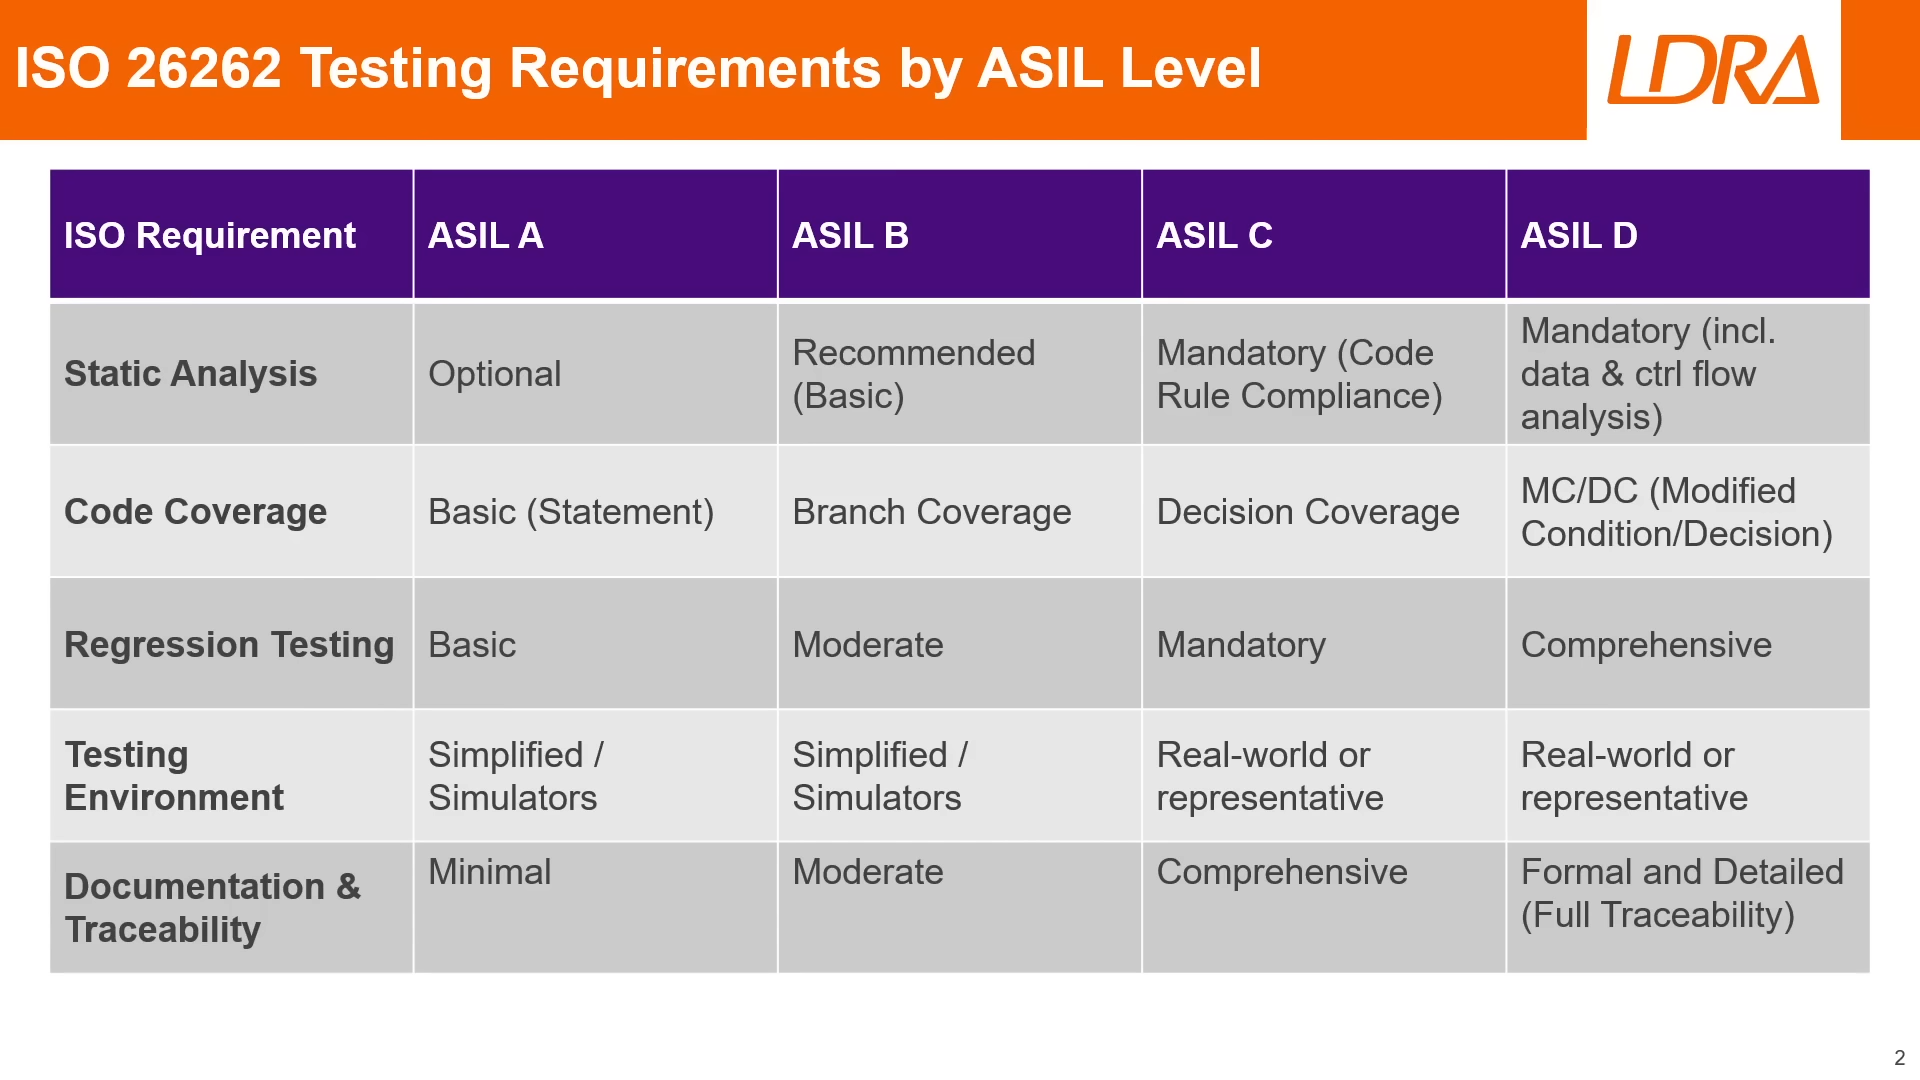 ISO 26262 Testing Requirements by ASIL Level
LDRA
ISO Requirement
ASIL A
ASIL B
ASIL C
ASIL D
Static Analysis
Optional
Recommended
(Basic)
Mandatory (Code
Rule Compliance)
Mandatory (incl.
data & ctrl flow
analysis)
Code Coverage
Basic (Statement)
Branch Coverage
Decision Coverage
MC/DC (Modified
Condition/Decision)
Regression Testing
Basic
Moderate
Mandatory
Comprehensive
Testing
Environment
Simplified /
Simulators
Simplified /
Simulators
Real-world or
representative
Real-world or
representative
Documentation &
Traceability
Minimal
Moderate
Comprehensive
Formal and Detailed
(Full Traceability)
2